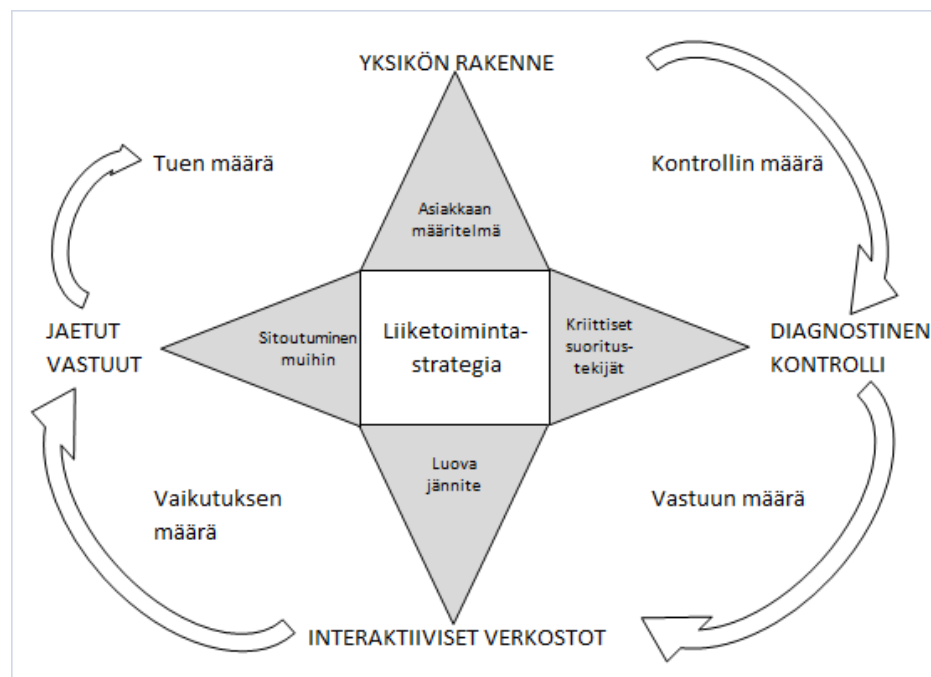 YKSIKÖN RAKENNE
Tuen määrä
Kontrollin määrä
Asiakkaan
määritelmä
JAETUT
VASTUUT
Sitoutuminen
muihin
Liiketoiminta-
strategia
Kriittiset
suoritus-
tekijät
DIAGNOSTINEN
KONTROLLI
Luova
jännite
Vaikutuksen
määrä
Vastuun määrä
INTERAKTIIVISET VERKOSTOT